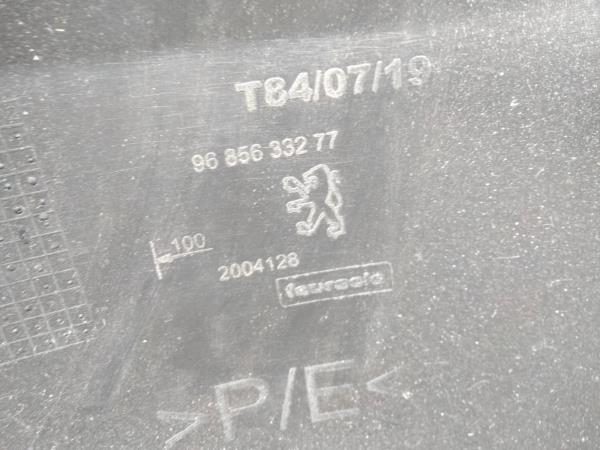 T84/07/19
96 856 332 77
100
2004128
faurecia
>P/E<